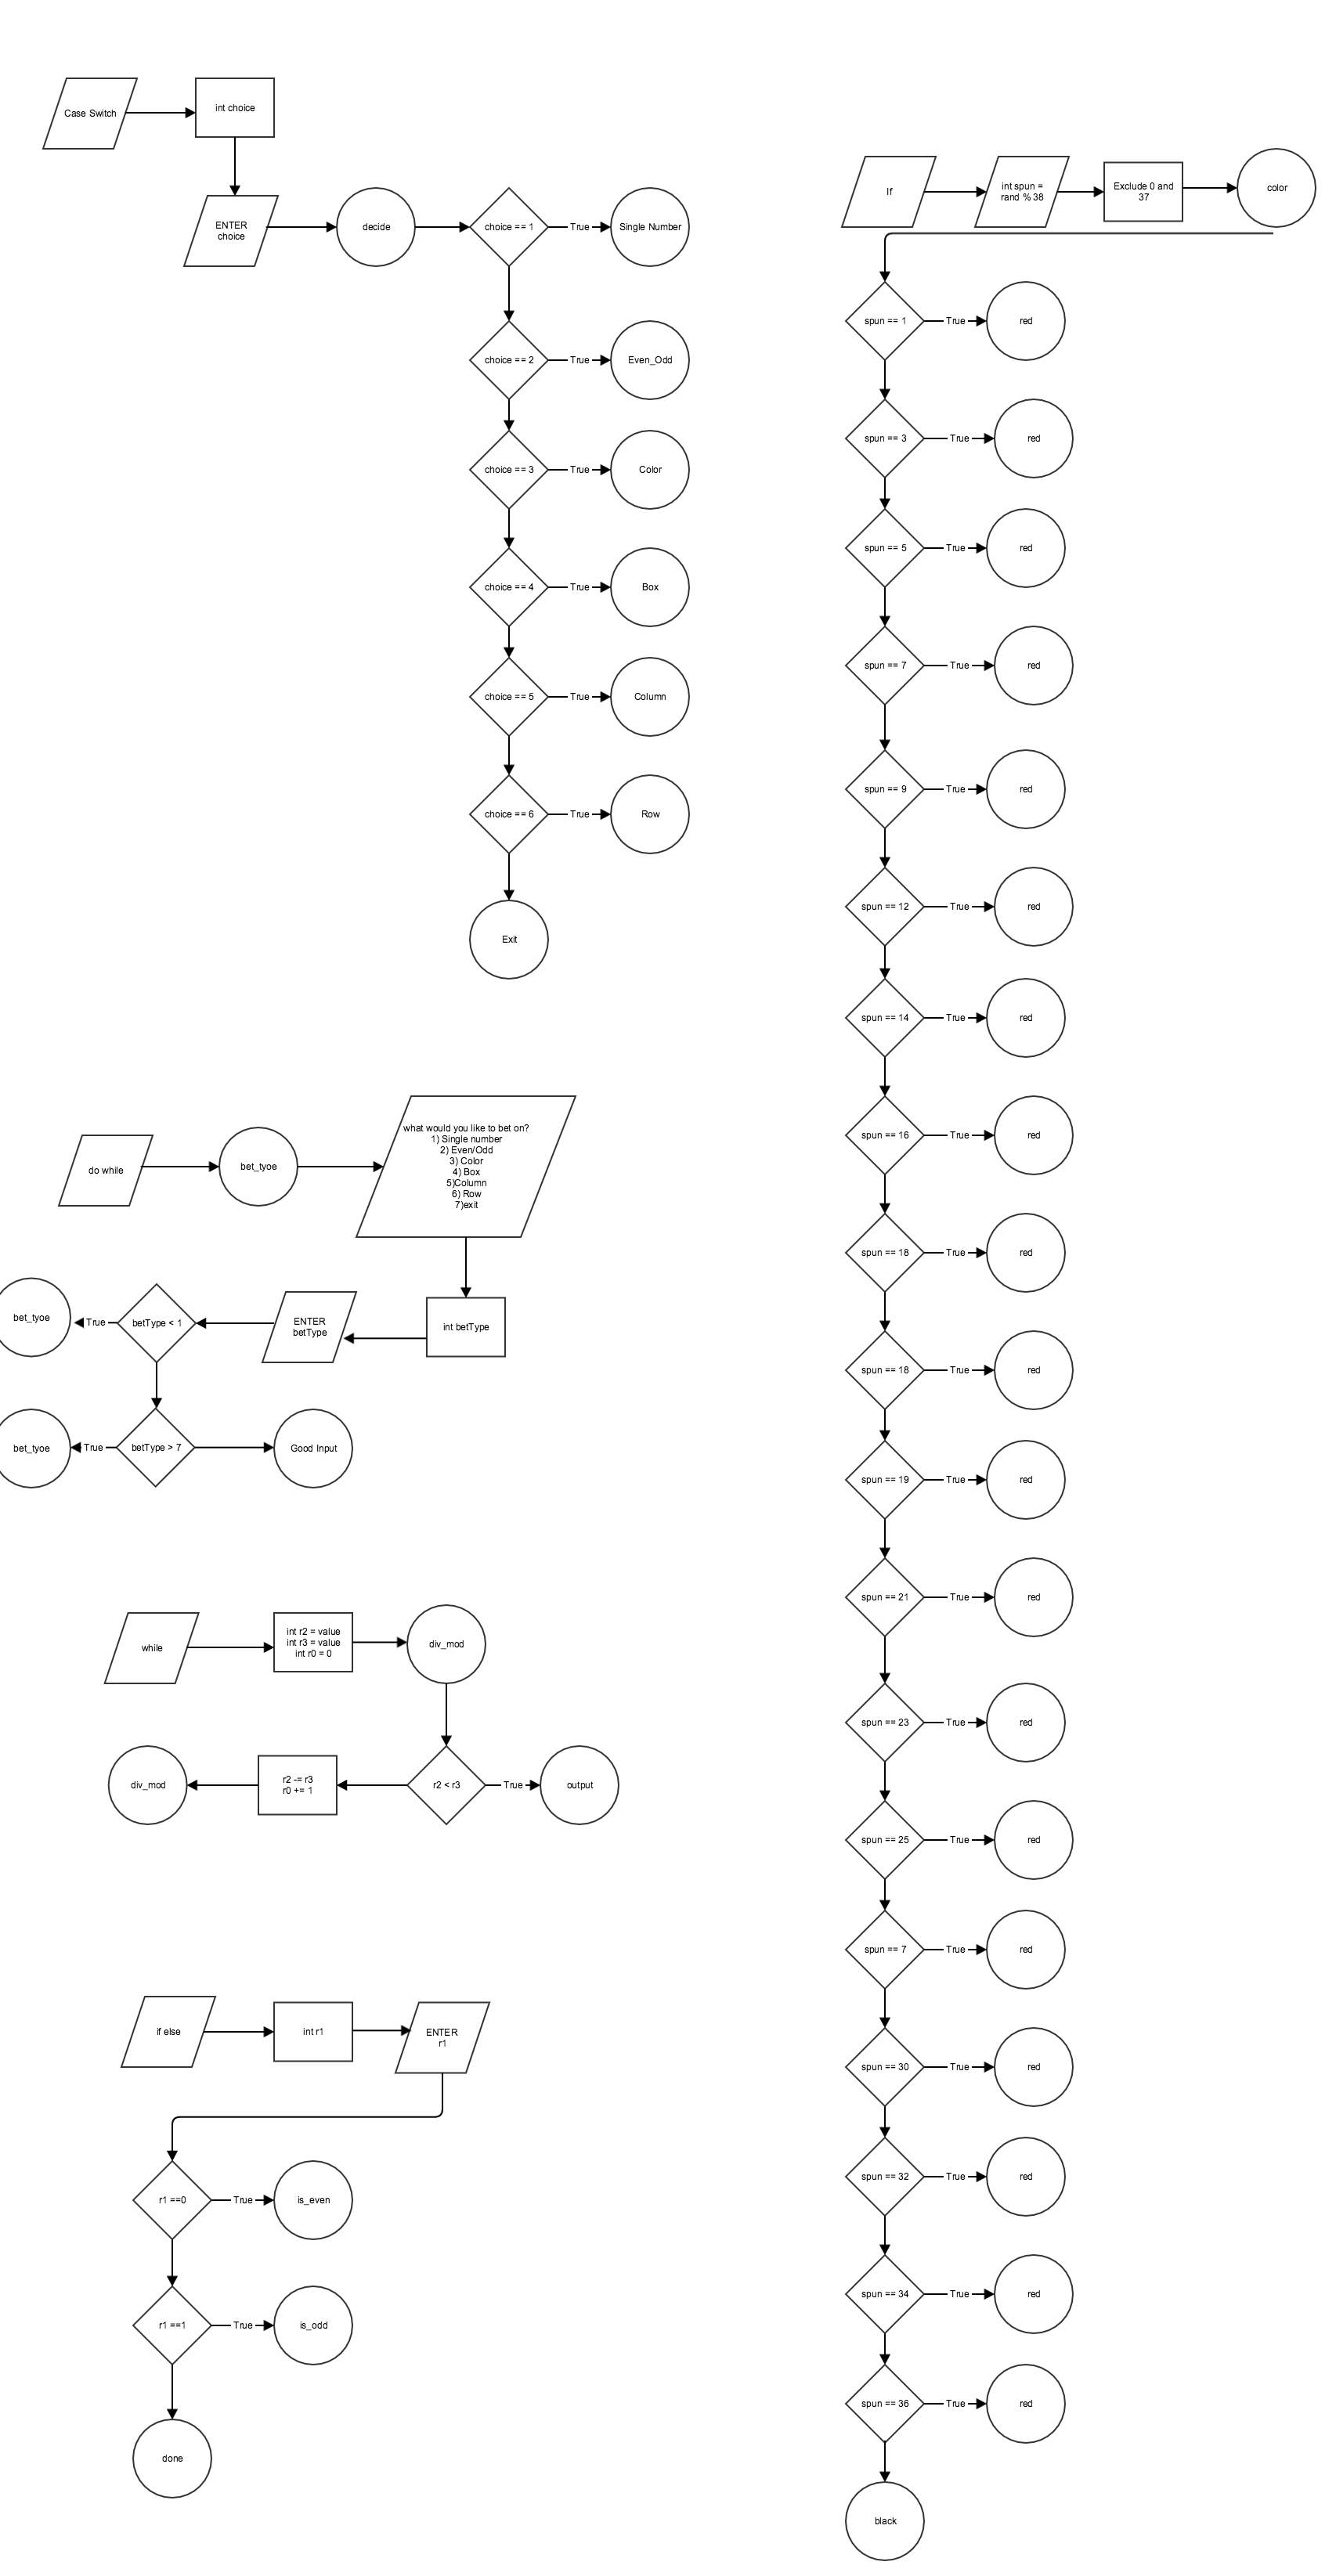 Case Switch
int choice
ENTER
choice
decide
choice == 1
True
Single Number
choice == 2
True
Even_Odd
choice == 3
True
Color
choice == 4
True
Box
choice == 5
True
Column
choice == 6
True
Row
Exit
do while
bet_tyoe
what would you like to bet on?
1) Single number
2) Even/Odd
3) Color
4) Box
5)Column
6) Row
7)exit
int betType
ENTER
betType
betType < 1
True
bet_tyoe
betType > 7
True
bet_tyoe
Good Input
while
int r2 = value
int r3 = value
int r0 = 0
div_mod
r2 < r3
True
output
r2 -= r3
r0 += 1
div_mod
if else
int r1
ENTER
r1
r1 ==0
True
is_even
r1 ==1
True
is_odd
done
If
int spun =
rand % 38
Exclude 0 and
37
color
spun == 1
True
red
spun == 3
True
red
spun == 5
True
red
spun == 7
True
red
spun == 9
True
red
spun == 12
True
red
spun == 14
True
red
spun == 16
True
red
spun == 18
True
red
spun == 18
True
red
spun == 19
True
red
spun == 21
True
red
spun == 23
True
red
spun == 25
True
red
spun == 7
True
red
spun == 30
True
red
spun == 32
True
red
spun == 34
True
red
spun == 36
True
red
black